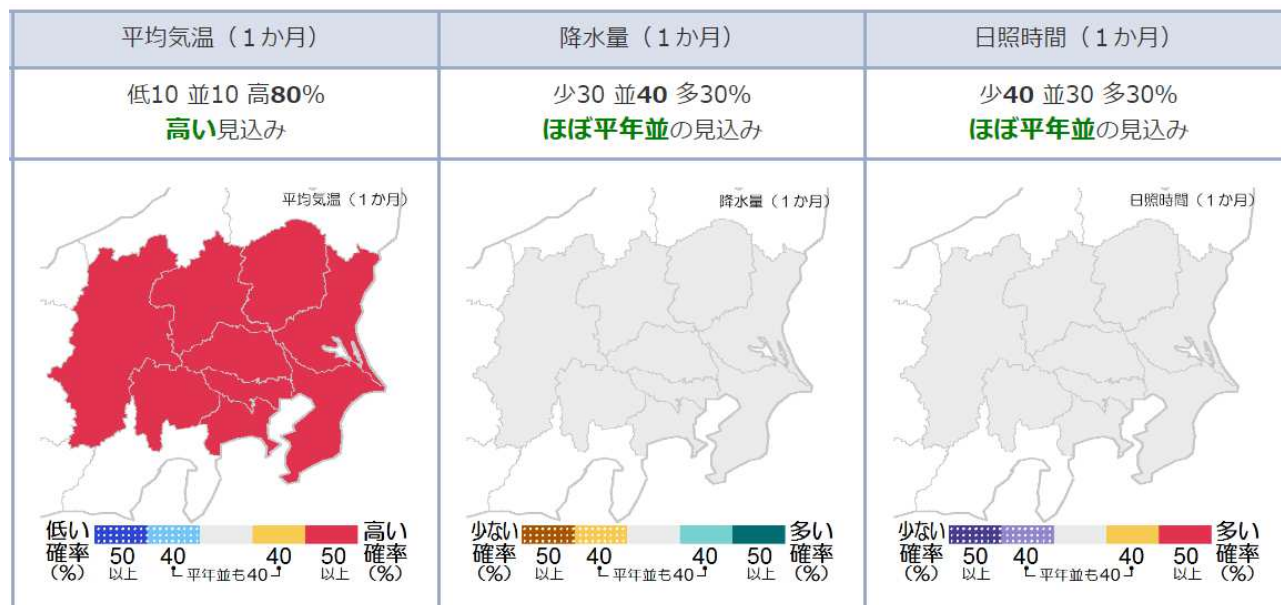 平均気温（１か月）
降水量（１か月）
日照時間（１か月）
低10 並10 高80%
高い見込み
少30 並40 多30%
ほぼ平年並の見込み
少40 並30 多30%
ほぼ平年並の見込み
平均気温（１か月）
降水量（１か月）
日照時間（１か月）
低い
確率
(%)
50
以上
40
平年並も40
40
50
以上
高い
確率
(%)
少ない
確率
(%)
50
以上
40
平年並も40
40
50
以上
多い
確率
(%)
少ない
確率
(%)
50
以上
40
平年並も40
40
50
以上
多い
確率
(%)